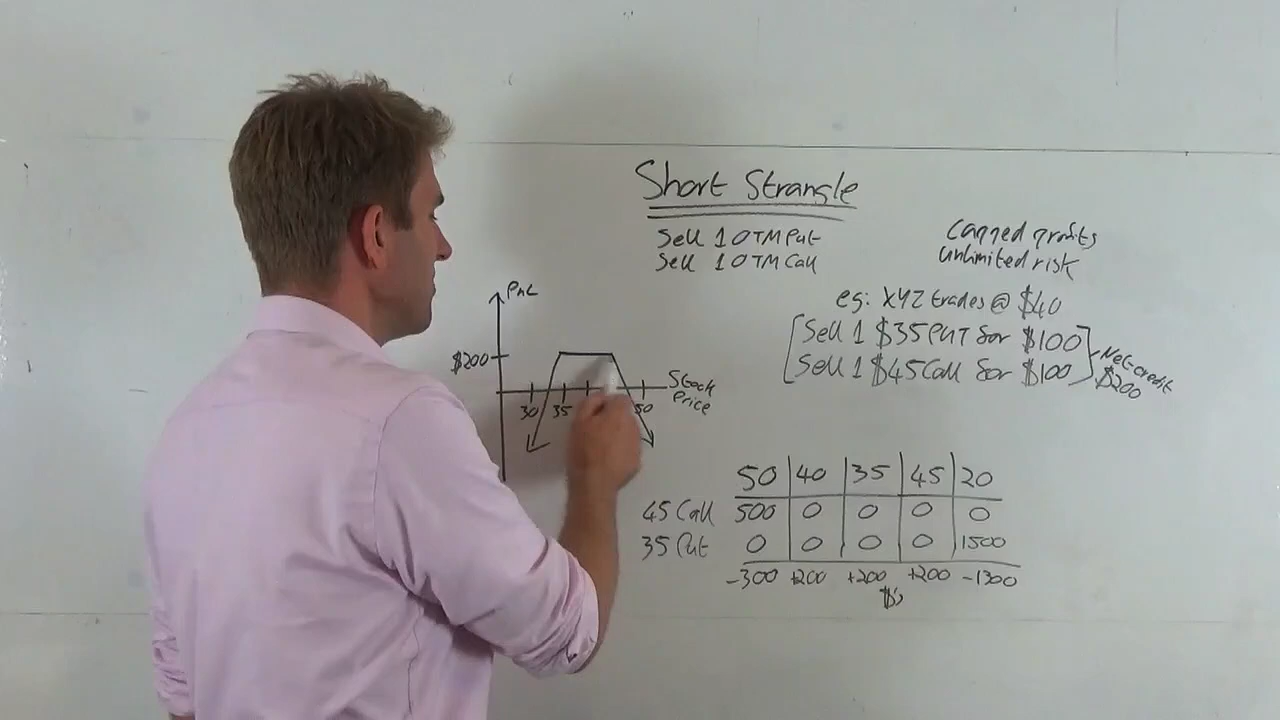 Short Strangle
Sell 1 OTM Put
Sell 1 OTM Call
Capped profits
unlimited risk
eg: XYZ trades @ $40
Sell 1 $35 PUT for $100
Sell 1 $45 Call for $100
Net credit
$200
PnL
$200
Stock
Price
30 35 50
50 40 35 45 20
45 Call 500 0 0 0 0
35 Put 0 0 0 0 1500
-300 +200 +200 +200 -1300
$'s